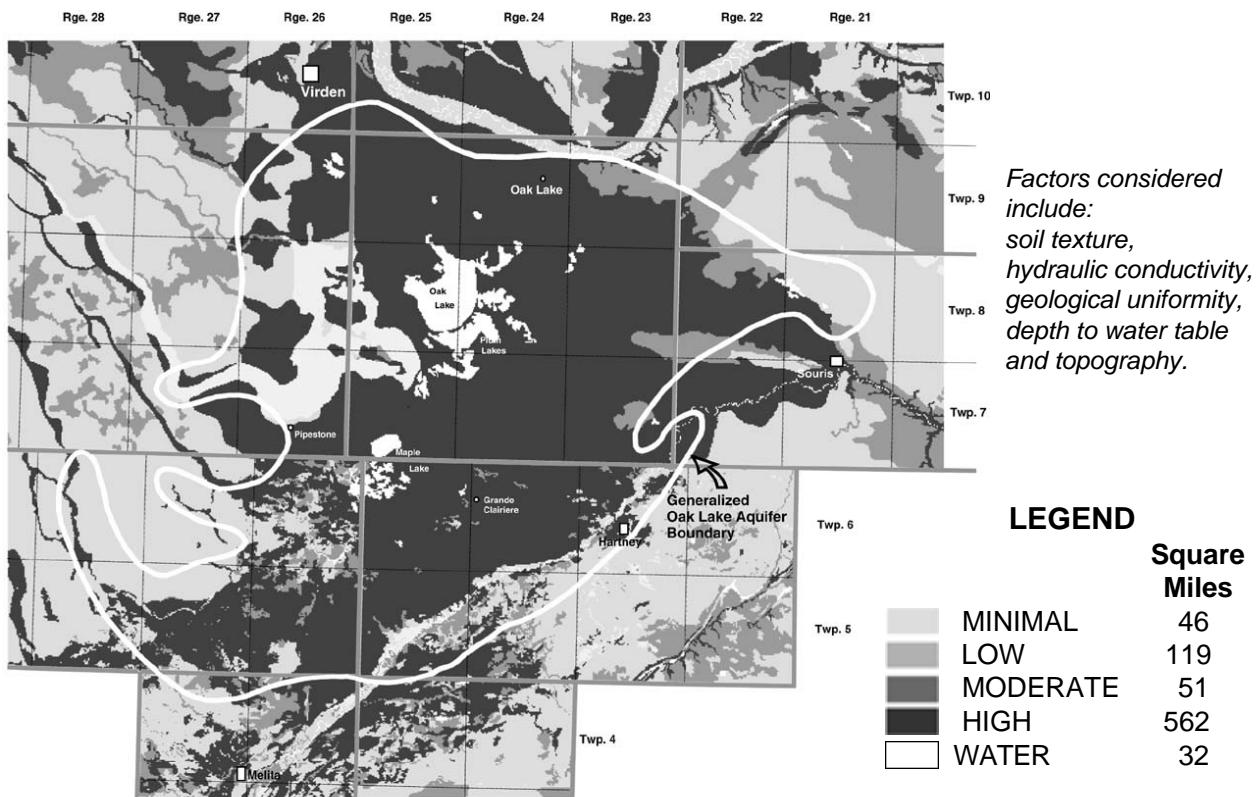 Rge. 28 Rge. 27 Rge. 26 Rge. 25 Rge. 24 Rge. 23 Rge. 22 Rge. 21
Virden
Twp. 10
Oak Lake
Twp. 9
Factors considered
include:
soil texture,
hydraulic conductivity,
geological uniformity,
depth to water table
and topography.
Oak
Lake
Twp. 8
Plum
Lakes
Souris
Twp. 7
Pipestone
Maple
Lake
Grande
Clairiere
Generalized
Oak Lake Aquifer
Boundary
Hartney
Twp. 6
Twp. 5
Twp. 4
Melita
LEGEND
Square
Miles
MINIMAL 46
LOW 119
MODERATE 51
HIGH 562
WATER 32